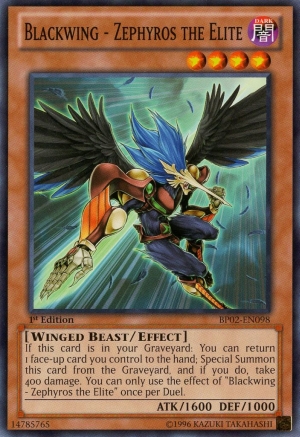 Blackwing - Zephyros the Elite
DARK
闇
1st Edition
BP02-EN098
[Winged Beast/Effect]
If this card is in your Graveyard: You can return
1 face-up card you control to the hand; Special Summon
this card from the Graveyard, and if you do, take
400 damage. You can only use the effect of "Blackwing
- Zephyros the Elite" once per Duel.
ATK/1600 DEF/1000
14785765
©1996 KAZUKI TAKAHASHI